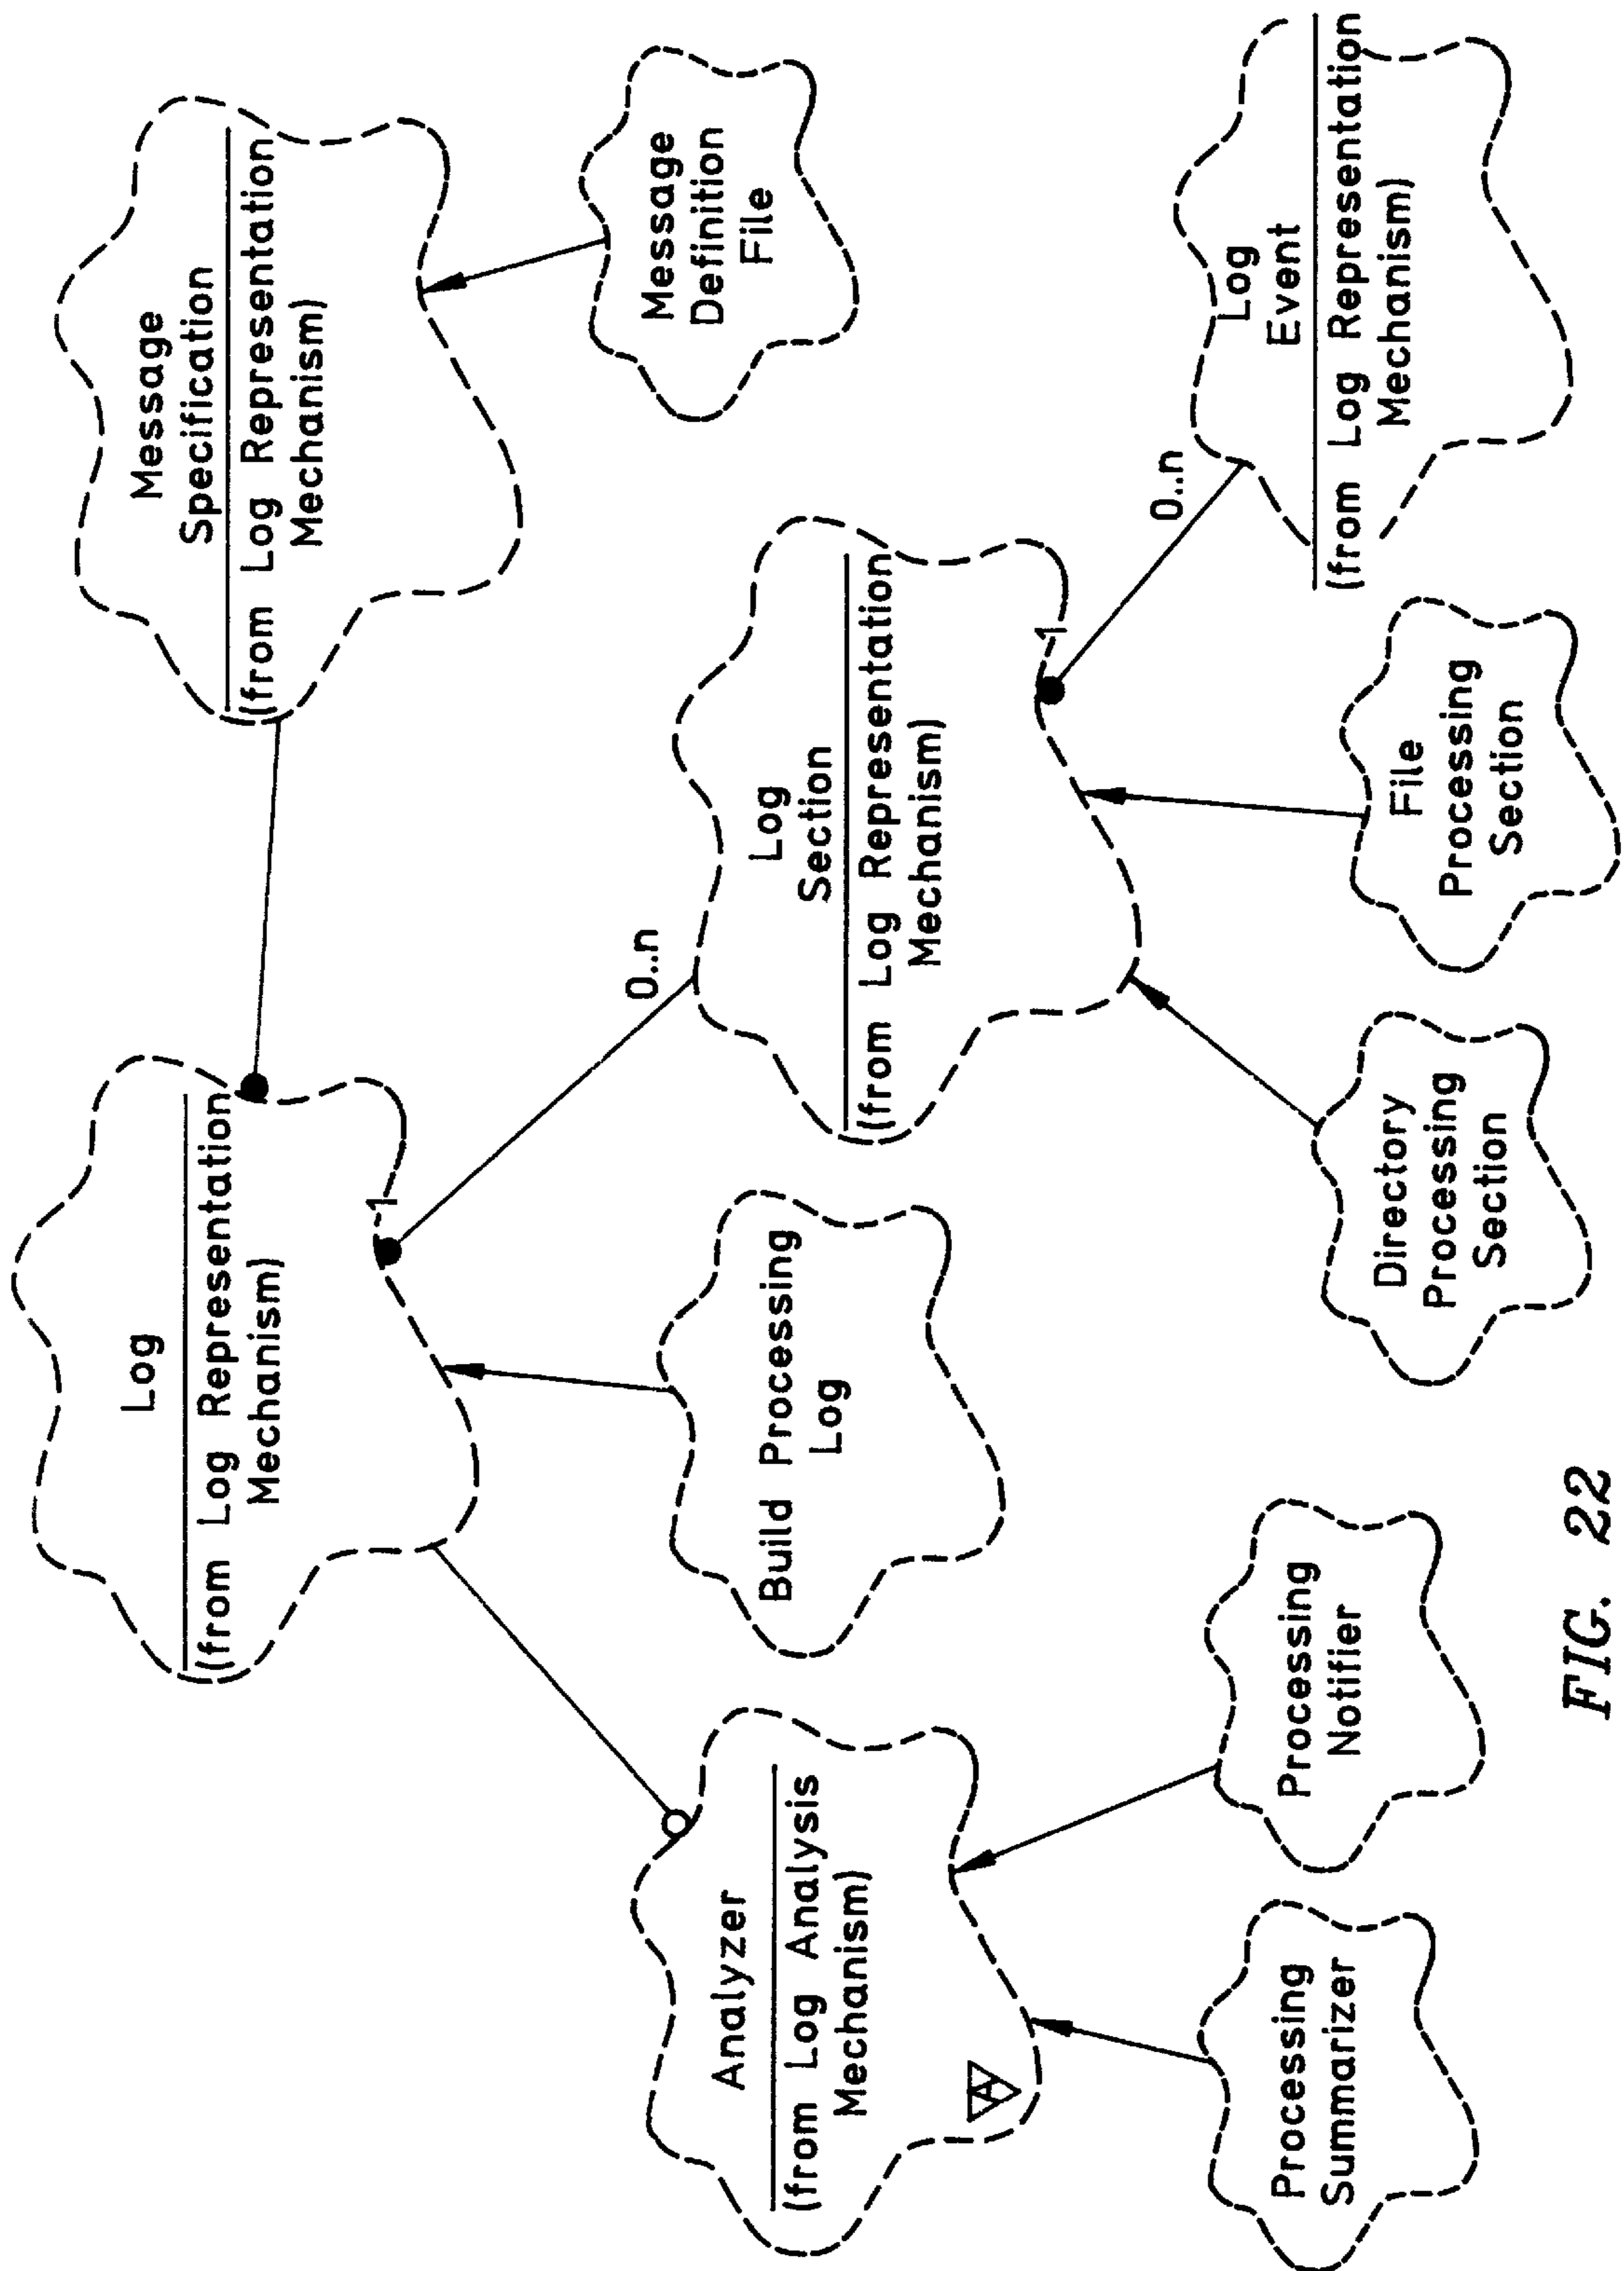 Log
(from Log Representation
Mechanism)
Message
Specification
(from Log Representation
Mechanism)
1
0..n
Analyzer
(from Log Analysis
Mechanism)
A
Build Processing
Log
Log
Section
(from Log Representation
Mechanism)
Message
Definition
File
1
0..n
Processing
Summarizer
Processing
Notifier
Directory
Processing
Section
File
Processing
Section
Log
Event
(from Log Representation
Mechanism)
FIG. 22